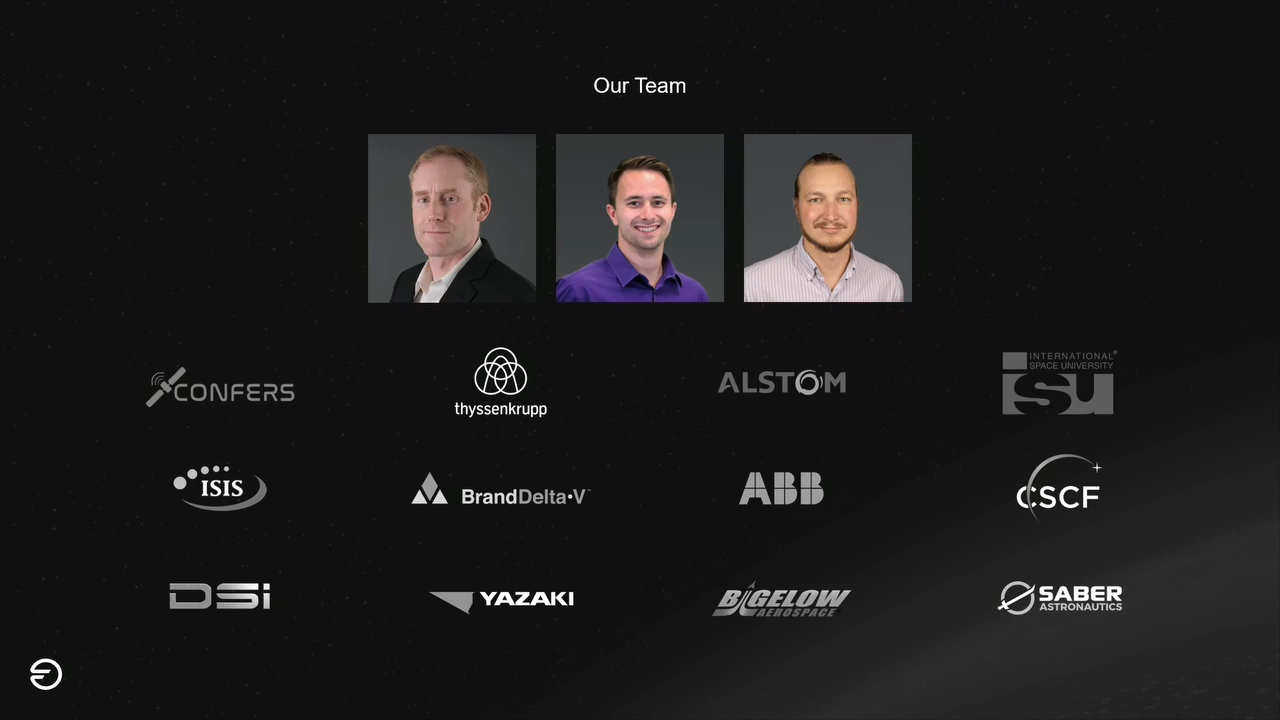 Our Team
CONFERS
thyssenkrupp
ALSTOM
INTERNATIONAL®
SPACE UNIVERSITY
isu
ISIS
BrandDelta•V™
ABB
CSCF
DSi
YAZAKI
BIGELOW
AEROSPACE
SABER
ASTRONAUTICS